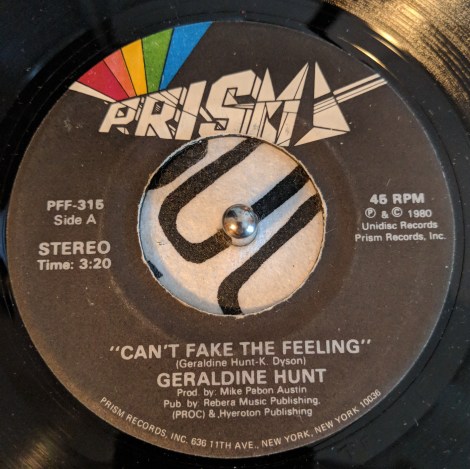 PRISM
PFF-315
Side A
STEREO
Time: 3:20
45 RPM
℗ & © 1980
Unidisc Records
Prism Records, Inc.
"CAN'T FAKE THE FEELING"
(Geraldine Hunt-K. Dyson)
GERALDINE HUNT
Prod. by: Mike Pabon Austin
Pub by: Rebera Music Publishing,
(PROC) & Hyeroton Publishing
PRISM RECORDS, INC. 636 11TH AVE., NEW YORK, NEW YORK 10036